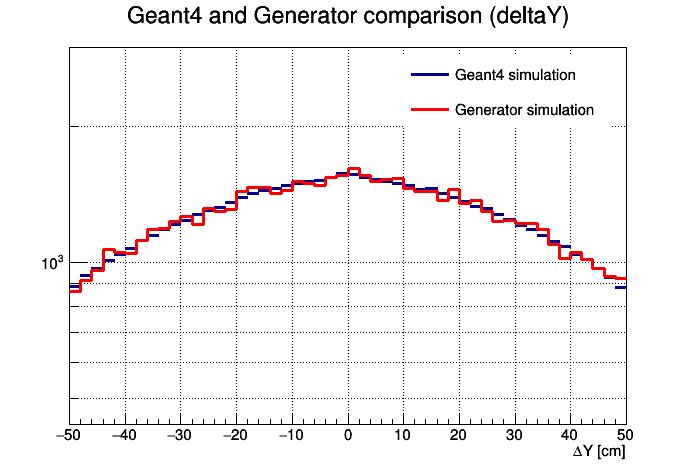 Geant4 and Generator comparison (deltaY)
Geant4 simulation
Generator simulation
10³
−50 −40 −30 −20 −10 0 10 20 30 40 50
ΔY [cm]